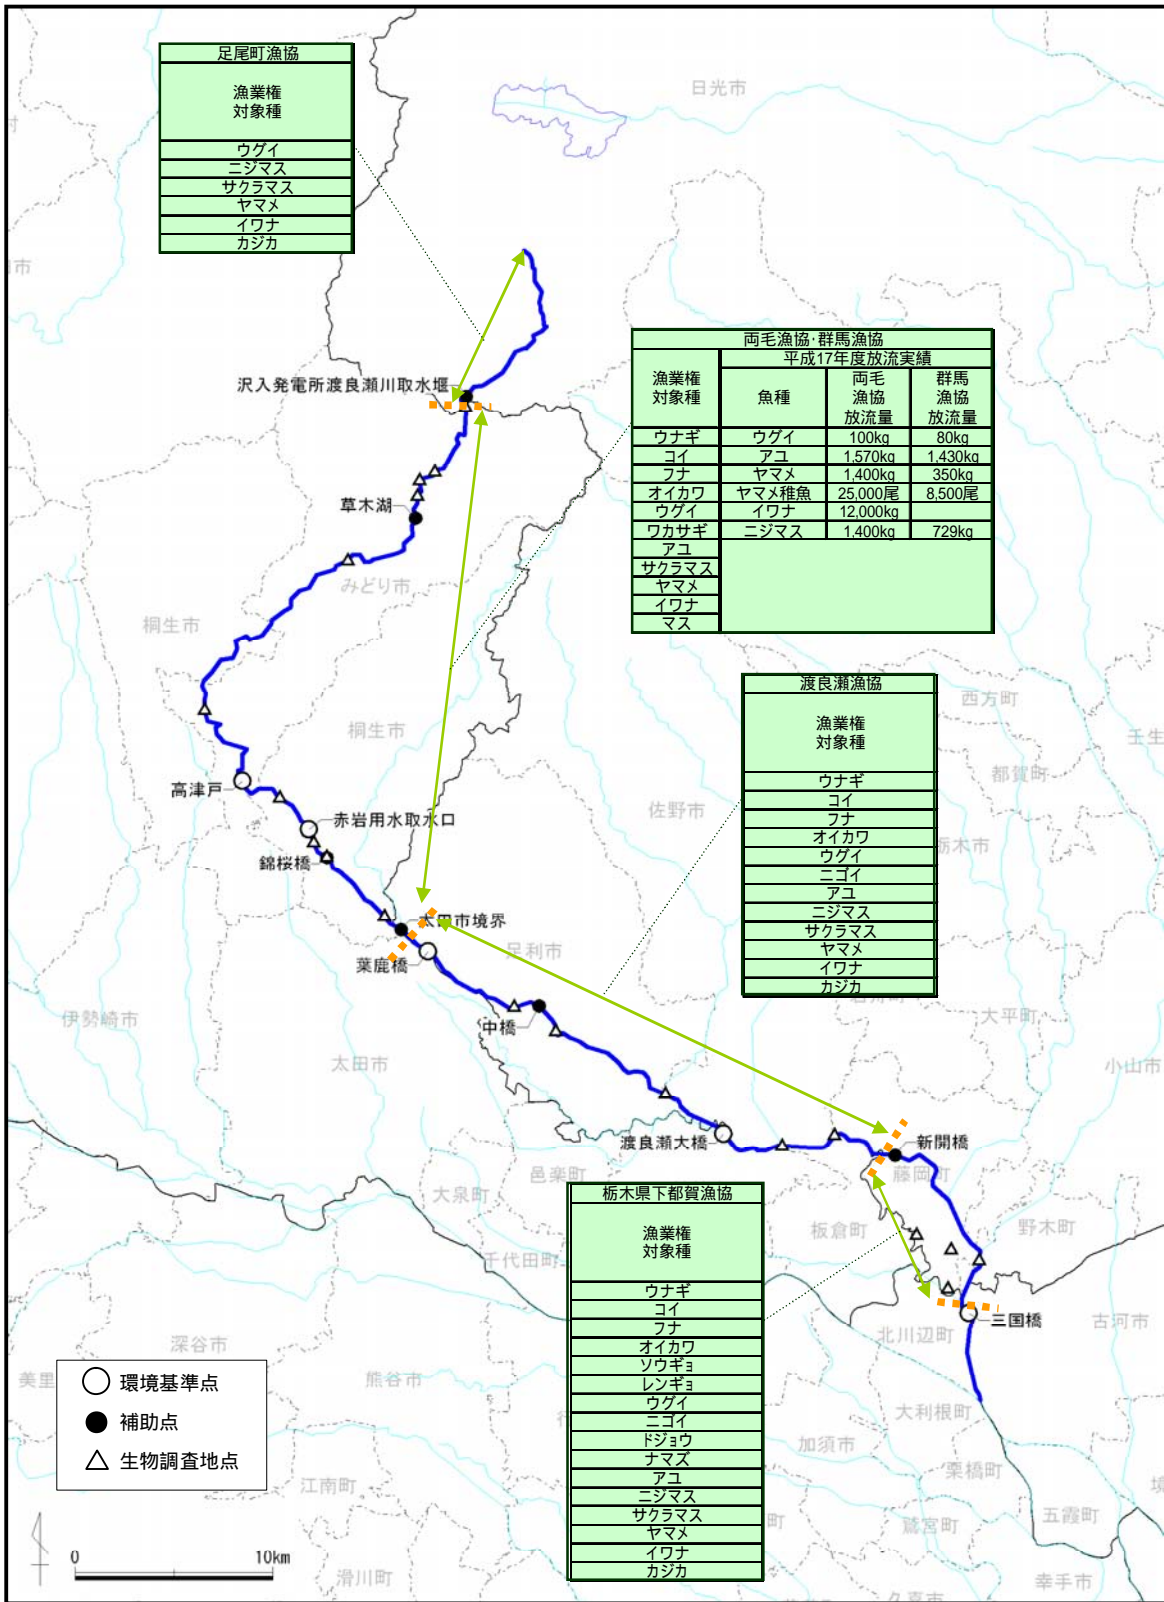 足尾町漁協
漁業権
対象種
ウグイ
ニジマス
サクラマス
ヤマメ
イワナ
カジカ
日光市
市
沢入発電所渡良瀬川取水堰
両毛漁協・群馬漁協
漁業権
対象種
平成17年度放流実績
魚種
両毛
漁協
放流量
群馬
漁協
放流量
ウナギ ウグイ 100kg 80kg
コイ アユ 1,570kg 1,430kg
フナ ヤマメ 1,400kg 350kg
オイカワ ヤマメ稚魚 25,000尾 8,500尾
ウグイ イワナ 12,000kg
ワカサギ ニジマス 1,400kg 729kg
アユ
サクラマス
ヤマメ
イワナ
マス
草木湖
みどり市
桐生市
桐生市
高津戸
赤岩用水取水口
錦桜橋
太田市境界
葉鹿橋
足利市
佐野市
西方町
壬生
都賀町
栃木市
渡良瀬漁協
漁業権
対象種
ウナギ
コイ
フナ
オイカワ
ウグイ
ニゴイ
アユ
ニジマス
サクラマス
ヤマメ
イワナ
カジカ
中橋
伊勢崎市
太田市
大平町
小山市
渡良瀬大橋
新開橋
藤岡町
邑楽町
大泉町
千代田町
板倉町
野木町
栃木県下都賀漁協
漁業権
対象種
ウナギ
コイ
フナ
オイカワ
ソウギョ
レンギョ
ウグイ
ニゴイ
ドジョウ
ナマズ
アユ
ニジマス
サクラマス
ヤマメ
イワナ
カジカ
三国橋
北川辺町
古河市
深谷市
美里
熊谷市
大利根町
加須市
栗橋町
五霞町
境
江南町
町
鷲宮町
幸手市
滑川町
久喜市
環境基準点
補助点
生物調査地点
0 10km